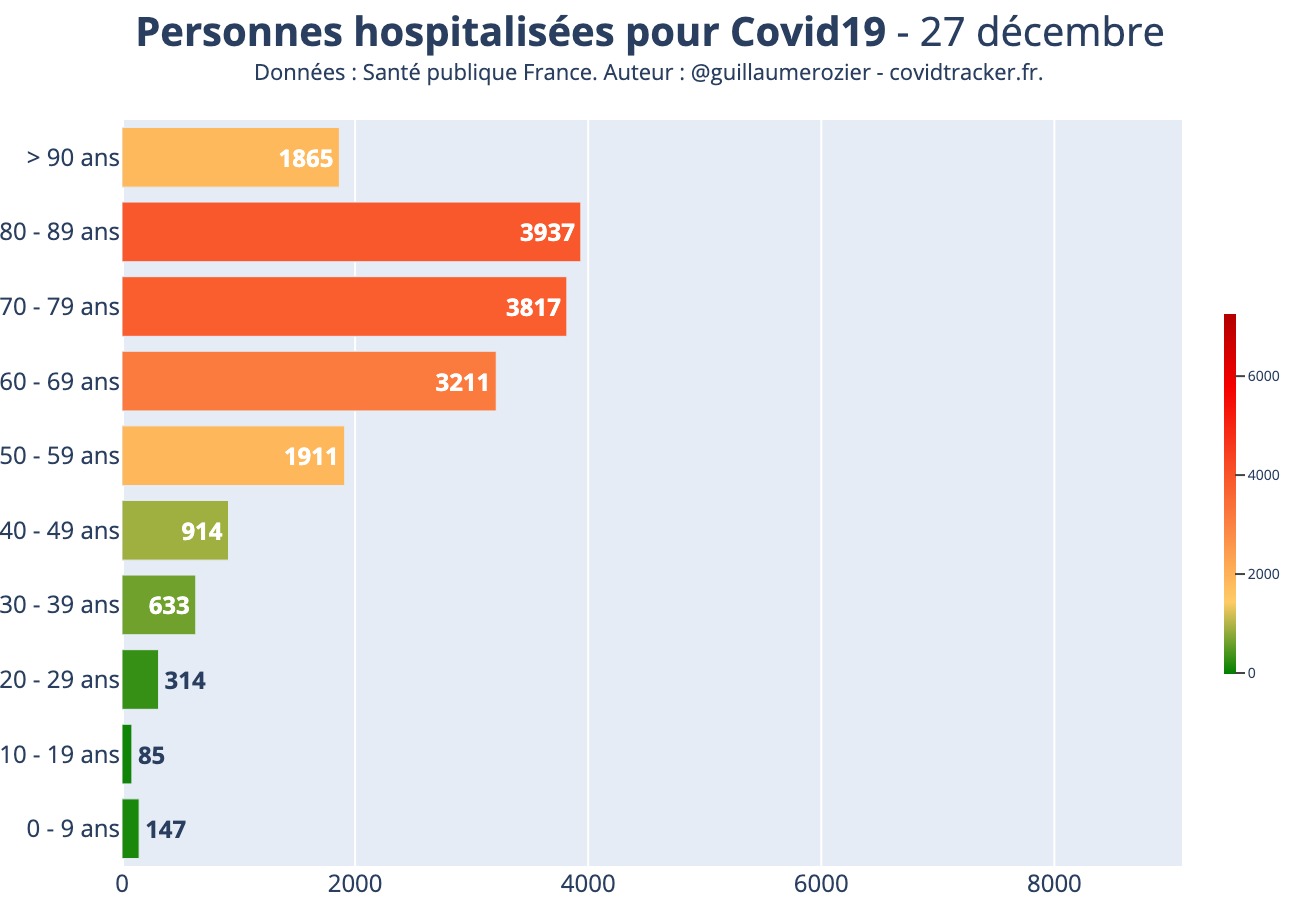 Personnes hospitalisées pour Covid19 - 27 décembre
Données : Santé publique France. Auteur : @guillaumerozier - covidtracker.fr.
> 90 ans 1865
80 - 89 ans 3937
70 - 79 ans 3817
60 - 69 ans 3211
50 - 59 ans 1911
40 - 49 ans 914
30 - 39 ans 633
20 - 29 ans 314
10 - 19 ans 85
0 - 9 ans 147
0 2000 4000 6000 8000
6000
4000
2000
0